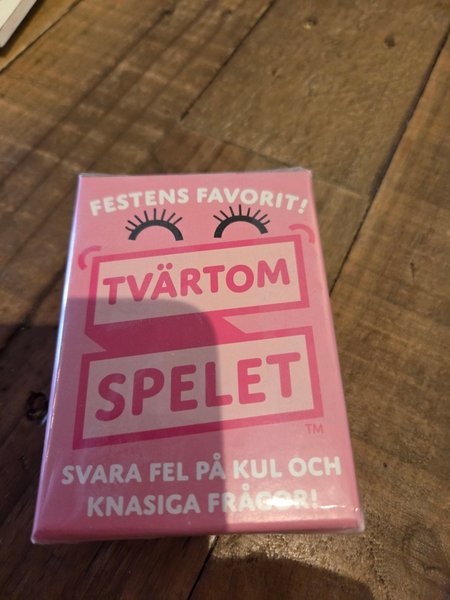 FESTENS FAVORIT!
TVÄRTOM
SPELET
TM
SVARA FEL PÅ KUL OCH
KNASIGA FRÅGOR!